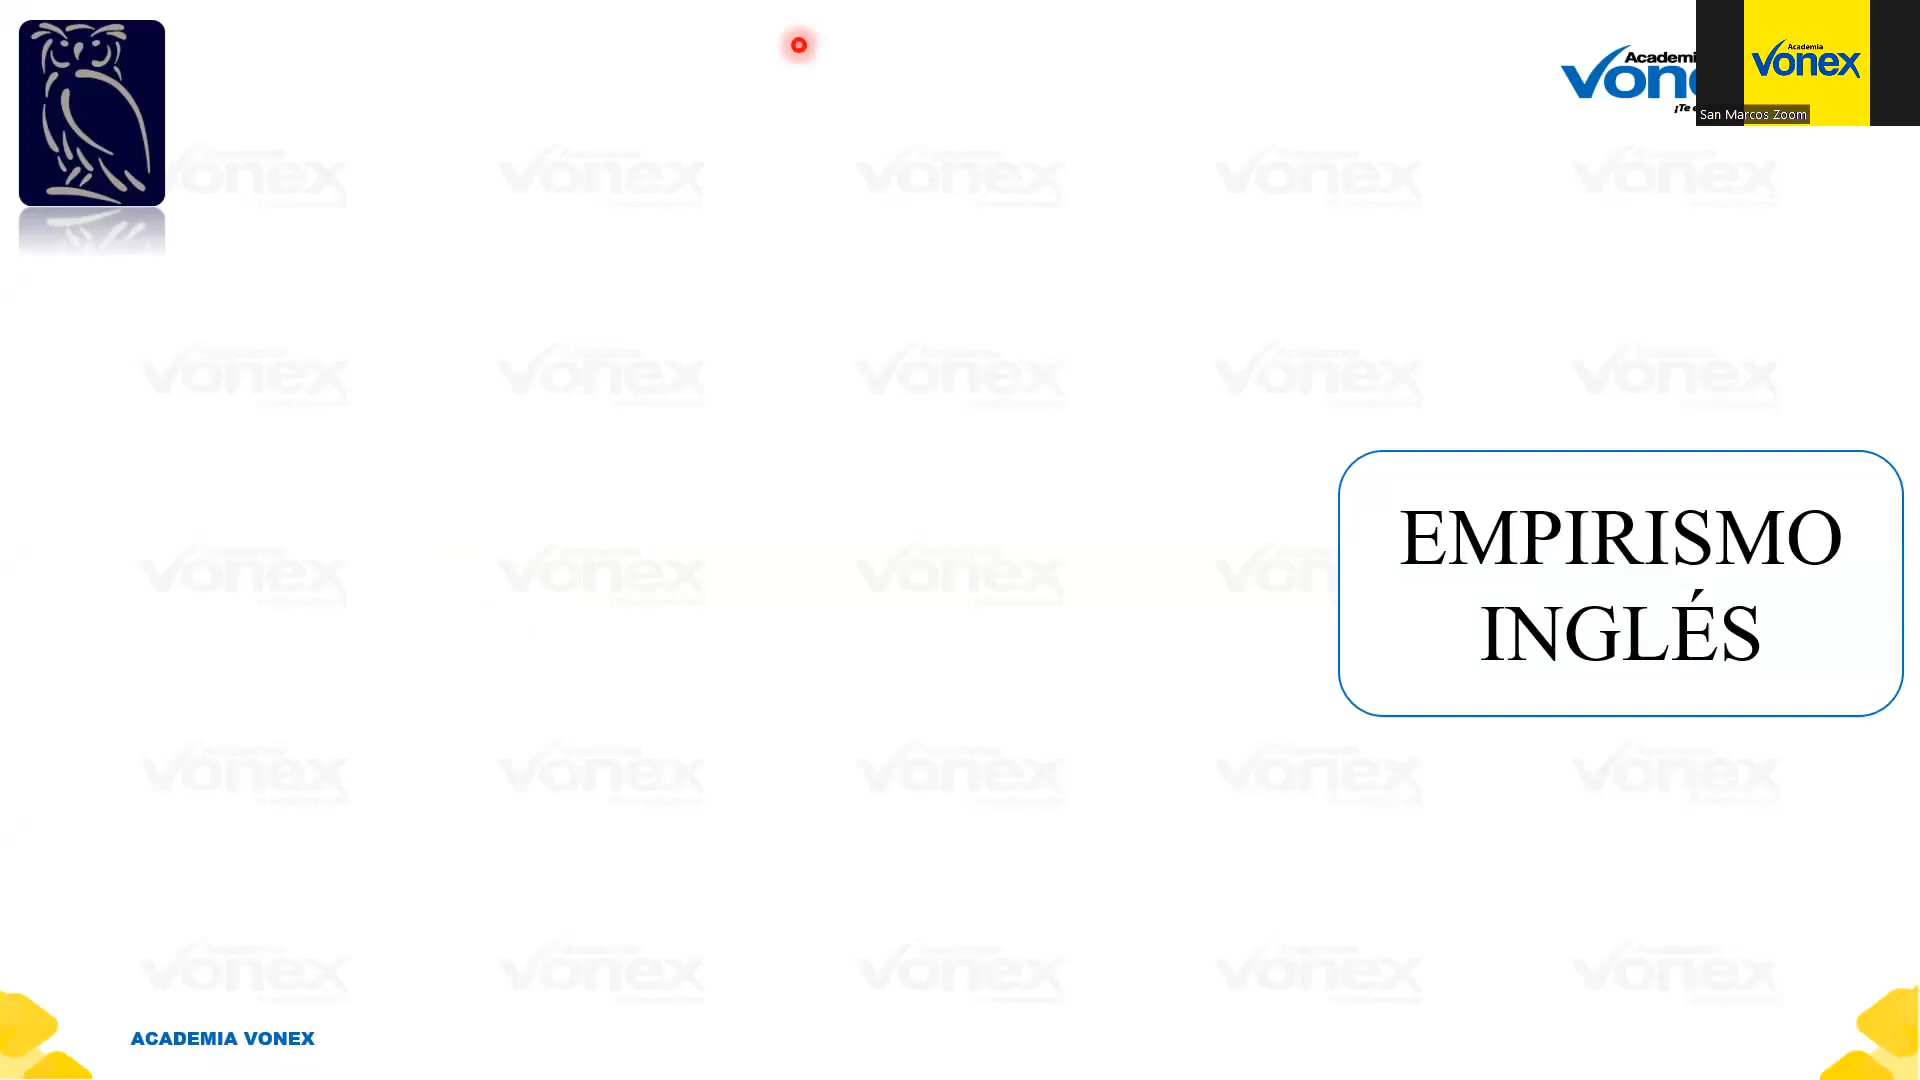 Academia
vonex
San Marcos Zoom
EMPIRISMO
INGLÉS
ACADEMIA VONEX